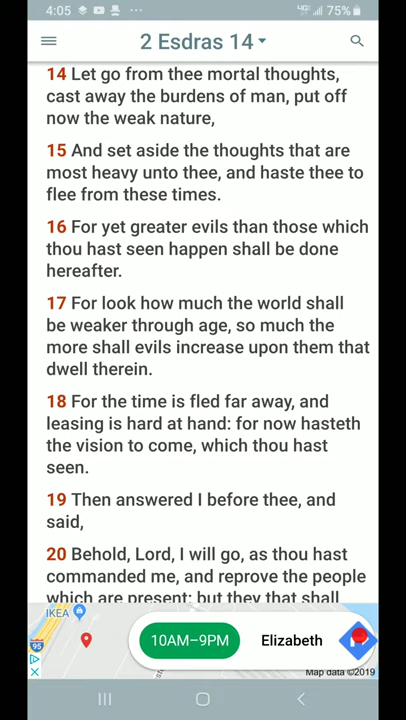 4:05 75%
2 Esdras 14
14 Let go from thee mortal thoughts,
cast away the burdens of man, put off
now the weak nature,
15 And set aside the thoughts that are
most heavy unto thee, and haste thee to
flee from these times.
16 For yet greater evils than those which
thou hast seen happen shall be done
hereafter.
17 For look how much the world shall
be weaker through age, so much the
more shall evils increase upon them that
dwell therein.
18 For the time is fled far away, and
leasing is hard at hand: for now hasteth
the vision to come, which thou hast
seen.
19 Then answered I before thee, and
said,
20 Behold, Lord, I will go, as thou hast
commanded me, and reprove the people
which are present: but they that shall
IKEA
95
10AM–9PM Elizabeth
Map data ©2019